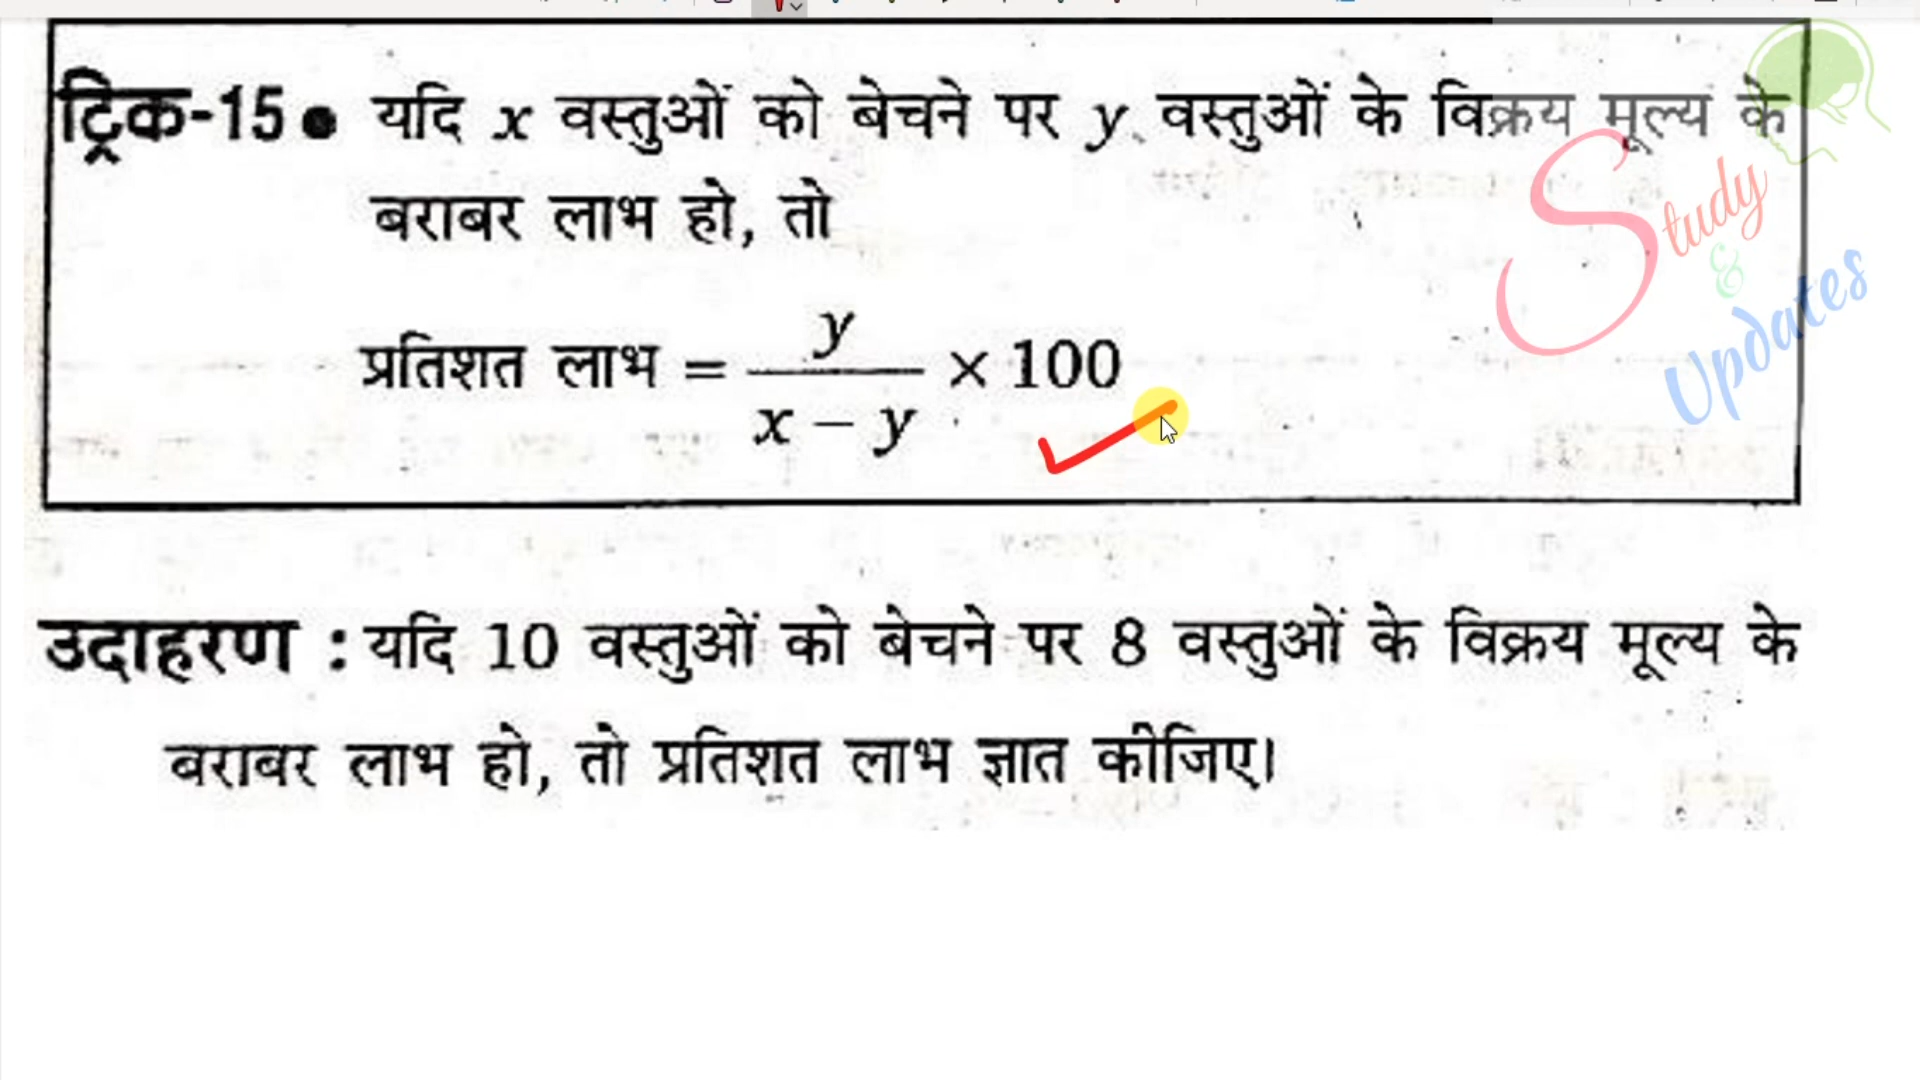 ट्रिक-15● यदि x वस्तुओं को बेचने पर y वस्तुओं के विक्रय मूल्य के
बराबर लाभ हो, तो
प्रतिशत लाभ = y / x – y × 100
उदाहरण : यदि 10 वस्तुओं को बेचने पर 8 वस्तुओं के विक्रय मूल्य के
बराबर लाभ हो, तो प्रतिशत लाभ ज्ञात कीजिए।
Study
&
Updates